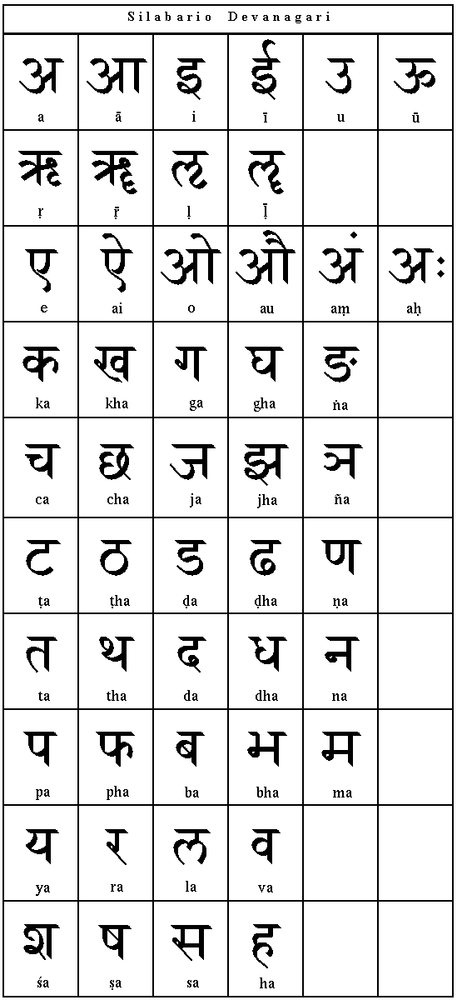 Silabario Devanagari
अ आ इ ई उ ऊ
a ā i ī u ū
ऋ ॠ ऌ ॡ
ṛ ṝ ḷ ḹ
ए ऐ ओ औ अं अः
e ai o au aṃ aḥ
क ख ग घ ङ
ka kha ga gha ṅa
च छ ज झ ञ
ca cha ja jha ña
ट ठ ड ढ ण
ṭa ṭha ḍa ḍha ṇa
त थ द ध न
ta tha da dha na
प फ ब भ म
pa pha ba bha ma
य र ल व
ya ra la va
श ष स ह
śa ṣa sa ha